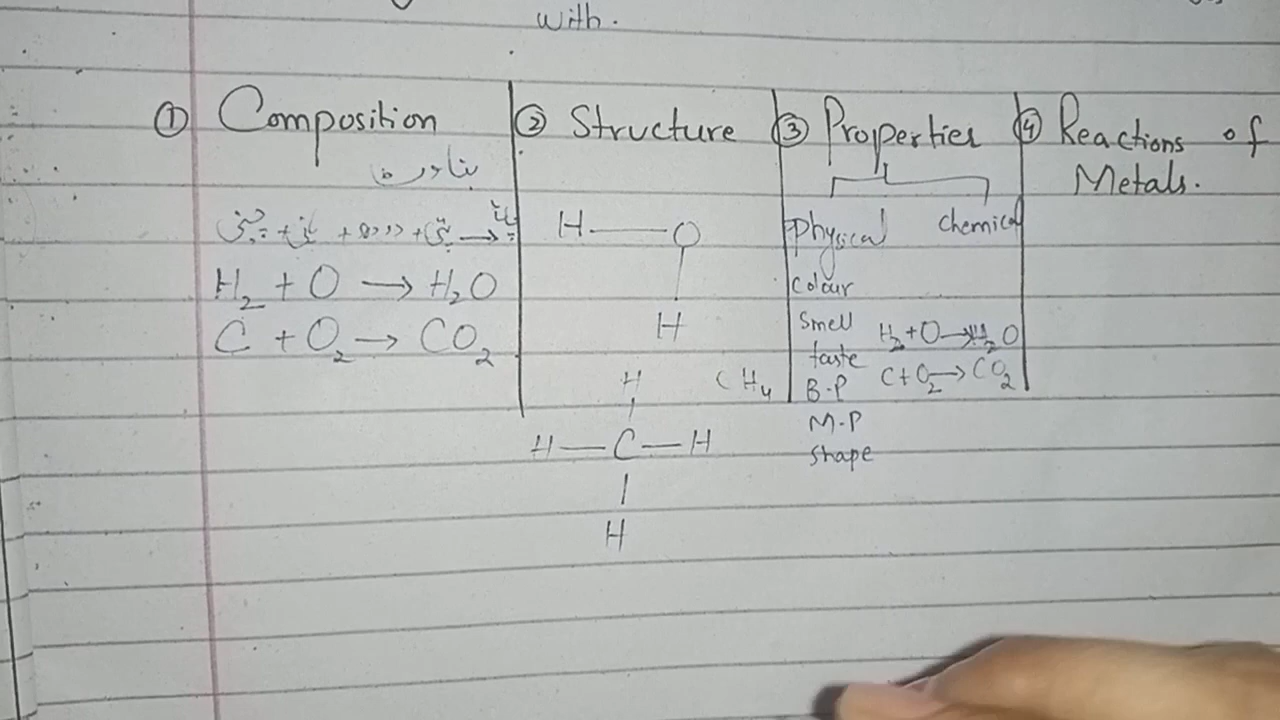 with.
① Composition
بناوٹ
H₂ + O → H₂O
C + O₂ → CO₂
② Structure
H — O
H
H
CH₄
H — C — H
H
③ Properties
physical
colour
smell
taste
B.P
M.P
shape
chemical
H₂+O→H₂O
C+O₂→CO₂
④ Reactions of
Metals.